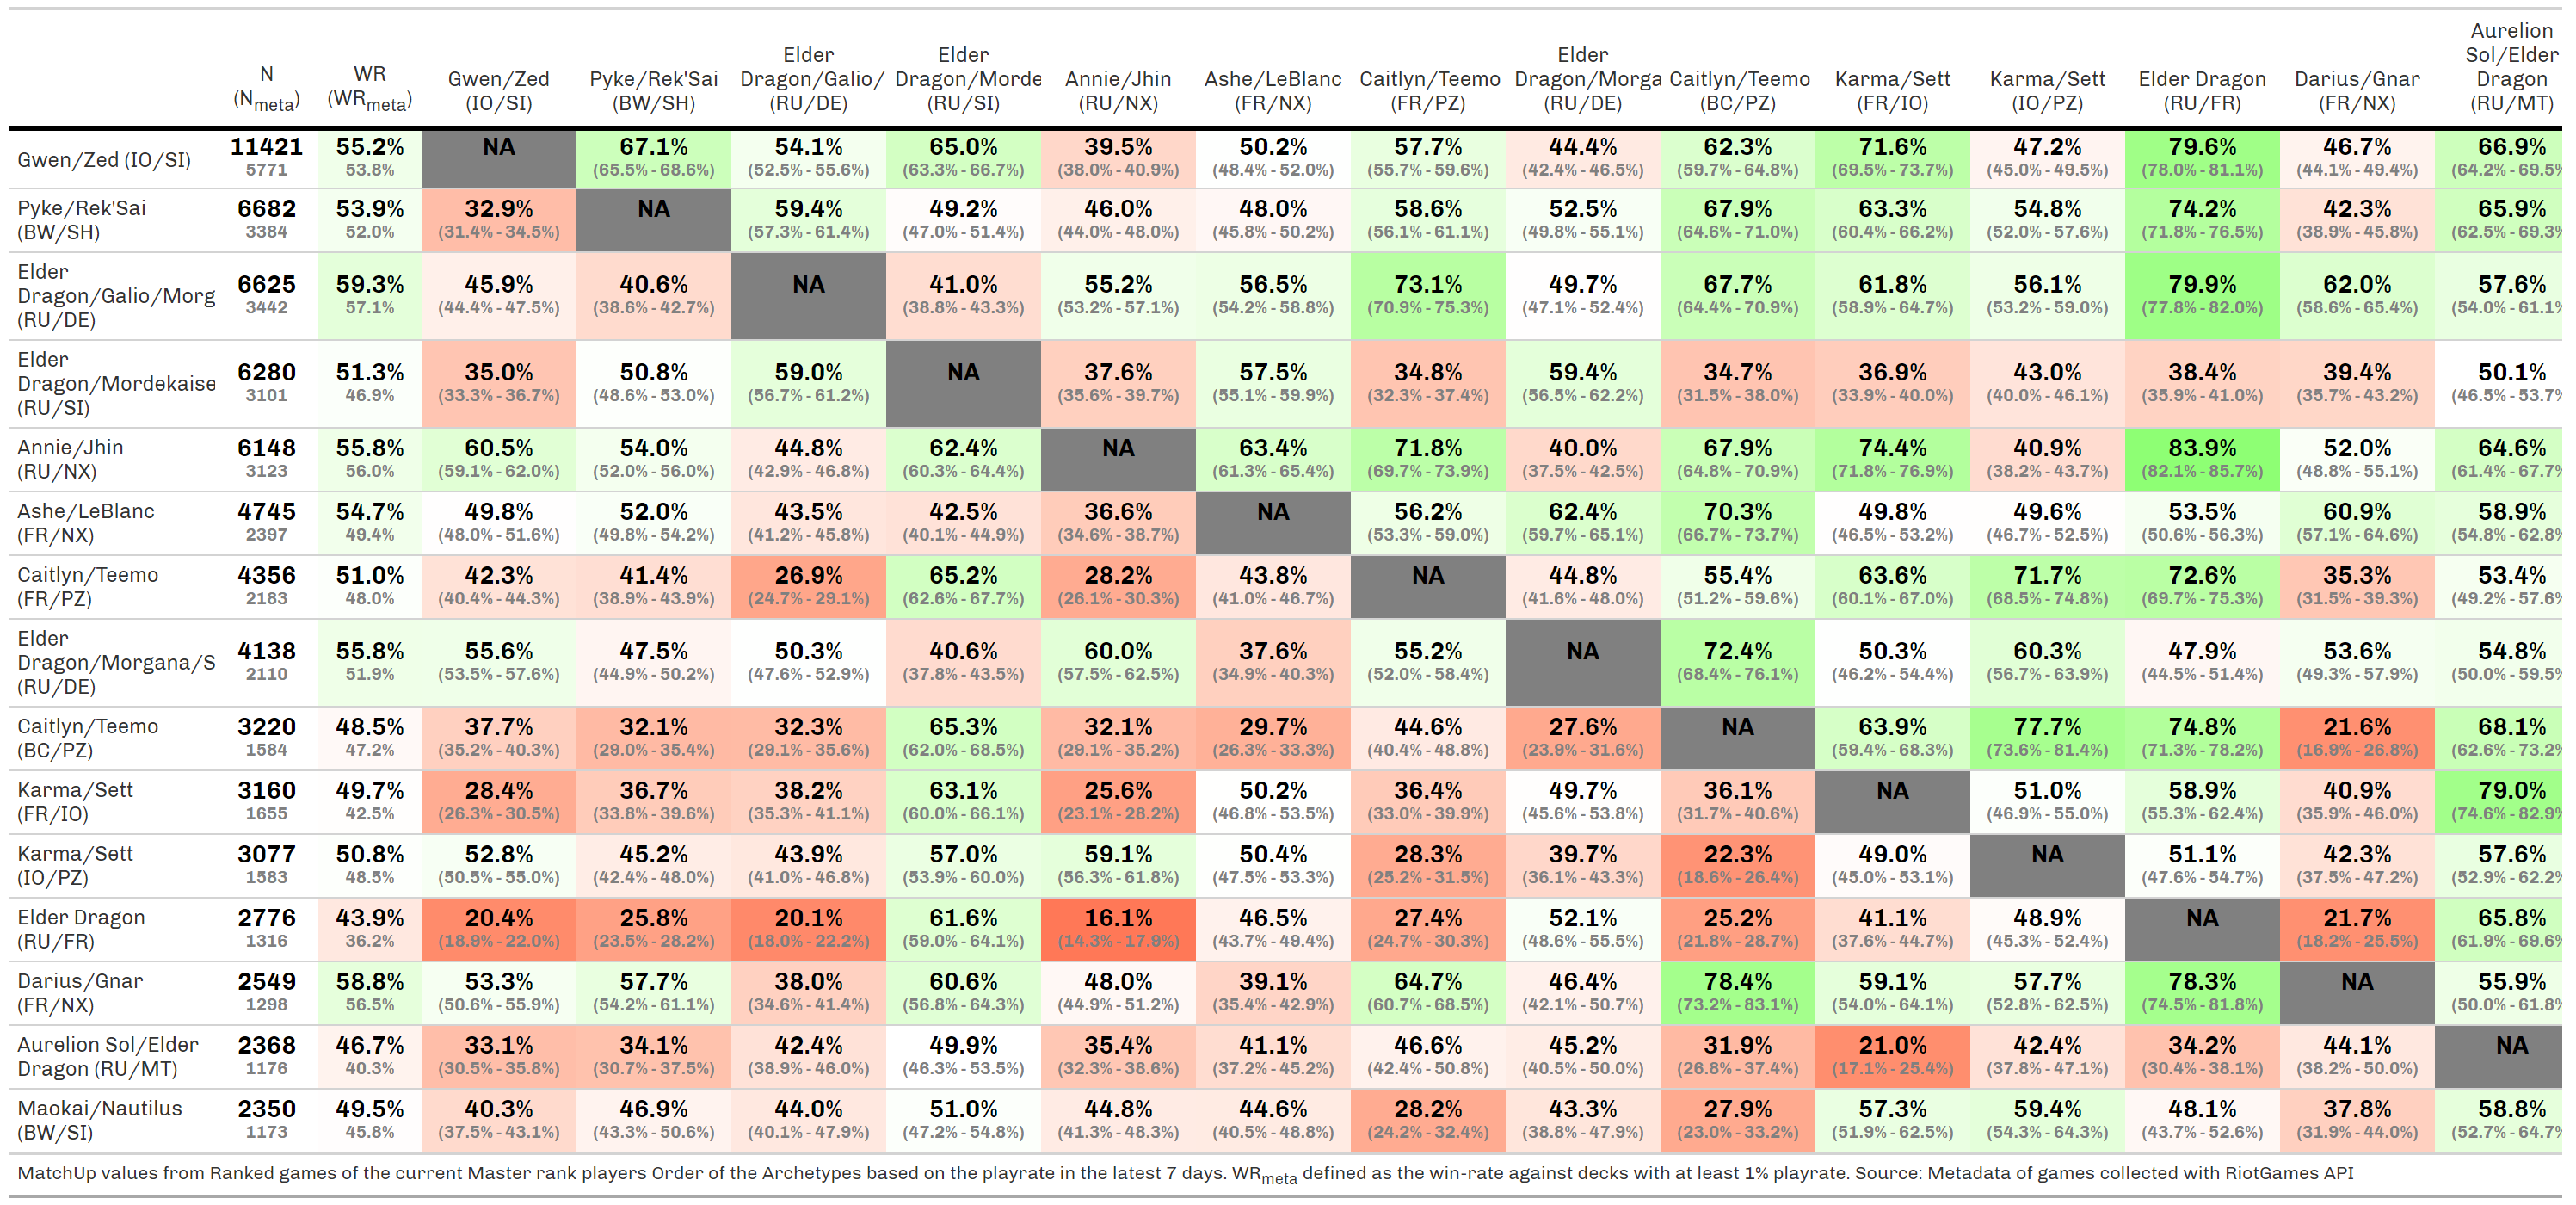 N (Nmeta) WR (WRmeta) Gwen/Zed (IO/SI) Pyke/Rek'Sai (BW/SH) Elder Dragon/Galio/ (RU/DE) Elder Dragon/Morde (RU/SI) Annie/Jhin (RU/NX) Ashe/LeBlanc (FR/NX) Caitlyn/Teemo (FR/PZ) Elder Dragon/Morga (RU/DE) Caitlyn/Teemo (BC/PZ) Karma/Sett (FR/IO) Karma/Sett (IO/PZ) Elder Dragon (RU/FR) Darius/Gnar (FR/NX) Aurelion Sol/Elder Dragon (RU/MT)
Gwen/Zed (IO/SI) 11421 55.2% NA 67.1% 54.1% 65.0% 39.5% 50.2% 57.7% 44.4% 62.3% 71.6% 47.2% 79.6% 46.7% 66.9%
5771 53.8% (65.5% - 68.6%) (52.5% - 55.6%) (63.3% - 66.7%) (38.0% - 40.9%) (48.4% - 52.0%) (55.7% - 59.6%) (42.4% - 46.5%) (59.7% - 64.8%) (69.5% - 73.7%) (45.0% - 49.5%) (78.0% - 81.1%) (44.1% - 49.4%) (64.2% - 69.5%
Pyke/Rek'Sai 6682 53.9% 32.9% NA 59.4% 49.2% 46.0% 48.0% 58.6% 52.5% 67.9% 63.3% 54.8% 74.2% 42.3% 65.9%
(BW/SH) 3384 52.0% (31.4% - 34.5%) (57.3% - 61.4%) (47.0% - 51.4%) (44.0% - 48.0%) (45.8% - 50.2%) (56.1% - 61.1%) (49.8% - 55.1%) (64.6% - 71.0%) (60.4% - 66.2%) (52.0% - 57.6%) (71.8% - 76.5%) (38.9% - 45.8%) (62.5% - 69.3%
Elder
Dragon/Galio/Morg 6625 59.3% 45.9% 40.6% NA 41.0% 55.2% 56.5% 73.1% 49.7% 67.7% 61.8% 56.1% 79.9% 62.0% 57.6%
(RU/DE) 3442 57.1% (44.4% - 47.5%) (38.6% - 42.7%) (38.8% - 43.3%) (53.2% - 57.1%) (54.2% - 58.8%) (70.9% - 75.3%) (47.1% - 52.4%) (64.4% - 70.9%) (58.9% - 64.7%) (53.2% - 59.0%) (77.8% - 82.0%) (58.6% - 65.4%) (54.0% - 61.1%
Elder
Dragon/Mordekaise 6280 51.3% 35.0% 50.8% 59.0% NA 37.6% 57.5% 34.8% 59.4% 34.7% 36.9% 43.0% 38.4% 39.4% 50.1%
(RU/SI) 3101 46.9% (33.3% - 36.7%) (48.6% - 53.0%) (56.7% - 61.2%) (35.6% - 39.7%) (55.1% - 59.9%) (32.3% - 37.4%) (56.5% - 62.2%) (31.5% - 38.0%) (33.9% - 40.0%) (40.0% - 46.1%) (35.9% - 41.0%) (35.7% - 43.2%) (46.5% - 53.7%
Annie/Jhin 6148 55.8% 60.5% 54.0% 44.8% 62.4% NA 63.4% 71.8% 40.0% 67.9% 74.4% 40.9% 83.9% 52.0% 64.6%
(RU/NX) 3123 56.0% (59.1% - 62.0%) (52.0% - 56.0%) (42.9% - 46.8%) (60.3% - 64.4%) (61.3% - 65.4%) (69.7% - 73.9%) (37.5% - 42.5%) (64.8% - 70.9%) (71.8% - 76.9%) (38.2% - 43.7%) (82.1% - 85.7%) (48.8% - 55.1%) (61.4% - 67.7%
Ashe/LeBlanc 4745 54.7% 49.8% 52.0% 43.5% 42.5% 36.6% NA 56.2% 62.4% 70.3% 49.8% 49.6% 53.5% 60.9% 58.9%
(FR/NX) 2397 49.4% (48.0% - 51.6%) (49.8% - 54.2%) (41.2% - 45.8%) (40.1% - 44.9%) (34.6% - 38.7%) (53.3% - 59.0%) (59.7% - 65.1%) (66.7% - 73.7%) (46.5% - 53.2%) (46.7% - 52.5%) (50.6% - 56.3%) (57.1% - 64.6%) (54.8% - 62.8%
Caitlyn/Teemo 4356 51.0% 42.3% 41.4% 26.9% 65.2% 28.2% 43.8% NA 44.8% 55.4% 63.6% 71.7% 72.6% 35.3% 53.4%
(FR/PZ) 2183 48.0% (40.4% - 44.3%) (38.9% - 43.9%) (24.7% - 29.1%) (62.6% - 67.7%) (26.1% - 30.3%) (41.0% - 46.7%) (41.6% - 48.0%) (51.2% - 59.6%) (60.1% - 67.0%) (68.5% - 74.8%) (69.7% - 75.3%) (31.5% - 39.3%) (49.2% - 57.6%
Elder
Dragon/Morgana/S 4138 55.8% 55.6% 47.5% 50.3% 40.6% 60.0% 37.6% 55.2% NA 72.4% 50.3% 60.3% 47.9% 53.6% 54.8%
(RU/DE) 2110 51.9% (53.5% - 57.6%) (44.9% - 50.2%) (47.6% - 52.9%) (37.8% - 43.5%) (57.5% - 62.5%) (34.9% - 40.3%) (52.0% - 58.4%) (68.4% - 76.1%) (46.2% - 54.4%) (56.7% - 63.9%) (44.5% - 51.4%) (49.3% - 57.9%) (50.0% - 59.5%
Caitlyn/Teemo 3220 48.5% 37.7% 32.1% 32.3% 65.3% 32.1% 29.7% 44.6% 27.6% NA 63.9% 77.7% 74.8% 21.6% 68.1%
(BC/PZ) 1584 47.2% (35.2% - 40.3%) (29.0% - 35.4%) (29.1% - 35.6%) (62.0% - 68.5%) (29.1% - 35.2%) (26.3% - 33.3%) (40.4% - 48.8%) (23.9% - 31.6%) (59.4% - 68.3%) (73.6% - 81.4%) (71.3% - 78.2%) (16.9% - 26.8%) (62.6% - 73.2%
Karma/Sett 3160 49.7% 28.4% 36.7% 38.2% 63.1% 25.6% 50.2% 36.4% 49.7% 36.1% NA 51.0% 58.9% 40.9% 79.0%
(FR/IO) 1655 42.5% (26.3% - 30.5%) (33.8% - 39.6%) (35.3% - 41.1%) (60.0% - 66.1%) (23.1% - 28.2%) (46.8% - 53.5%) (33.0% - 39.9%) (45.6% - 53.8%) (31.7% - 40.6%) (46.9% - 55.0%) (55.3% - 62.4%) (35.9% - 46.0%) (74.6% - 82.9%
Karma/Sett 3077 50.8% 52.8% 45.2% 43.9% 57.0% 59.1% 50.4% 28.3% 39.7% 22.3% 49.0% NA 51.1% 42.3% 57.6%
(IO/PZ) 1583 48.5% (50.5% - 55.0%) (42.4% - 48.0%) (41.0% - 46.8%) (53.9% - 60.0%) (56.3% - 61.8%) (47.5% - 53.3%) (25.2% - 31.5%) (36.1% - 43.3%) (18.6% - 26.4%) (45.0% - 53.1%) (47.6% - 54.7%) (37.5% - 47.2%) (52.9% - 62.2%
Elder Dragon 2776 43.9% 20.4% 25.8% 20.1% 61.6% 16.1% 46.5% 27.4% 52.1% 25.2% 41.1% 48.9% NA 21.7% 65.8%
(RU/FR) 1316 36.2% (18.9% - 22.0%) (23.5% - 28.2%) (18.0% - 22.2%) (59.0% - 64.1%) (14.3% - 17.9%) (43.7% - 49.4%) (24.7% - 30.3%) (48.6% - 55.5%) (21.8% - 28.7%) (37.6% - 44.7%) (45.3% - 52.4%) (18.2% - 25.5%) (61.9% - 69.6%
Darius/Gnar 2549 58.8% 53.3% 57.7% 38.0% 60.6% 48.0% 39.1% 64.7% 46.4% 78.4% 59.1% 57.7% 78.3% NA 55.9%
(FR/NX) 1298 56.5% (50.6% - 55.9%) (54.2% - 61.1%) (34.6% - 41.4%) (56.8% - 64.3%) (44.9% - 51.2%) (35.4% - 42.9%) (60.7% - 68.5%) (42.1% - 50.7%) (73.2% - 83.1%) (54.0% - 64.1%) (52.8% - 62.5%) (74.5% - 81.8%) (50.0% - 61.8%
Aurelion Sol/Elder 2368 46.7% 33.1% 34.1% 42.4% 49.9% 35.4% 41.1% 46.6% 45.2% 31.9% 21.0% 42.4% 34.2% 44.1% NA
Dragon (RU/MT) 1176 40.3% (30.5% - 35.8%) (30.7% - 37.5%) (38.9% - 46.0%) (46.3% - 53.5%) (32.3% - 38.6%) (37.2% - 45.2%) (42.4% - 50.8%) (40.5% - 50.0%) (26.8% - 37.4%) (17.1% - 25.4%) (37.8% - 47.1%) (30.4% - 38.1%) (38.2% - 50.0%)
Maokai/Nautilus 2350 49.5% 40.3% 46.9% 44.0% 51.0% 44.8% 44.6% 28.2% 43.3% 27.9% 57.3% 59.4% 48.1% 37.8% 58.8%
(BW/SI) 1173 45.8% (37.5% - 43.1%) (43.3% - 50.6%) (40.1% - 47.9%) (47.2% - 54.8%) (41.3% - 48.3%) (40.5% - 48.8%) (24.2% - 32.4%) (38.8% - 47.9%) (23.0% - 33.2%) (51.9% - 62.5%) (54.3% - 64.3%) (43.7% - 52.6%) (31.9% - 44.0%) (52.7% - 64.7%
MatchUp values from Ranked games of the current Master rank players Order of the Archetypes based on the playrate in the latest 7 days. WRmeta defined as the win-rate against decks with at least 1% playrate. Source: Metadata of games collected with RiotGames API